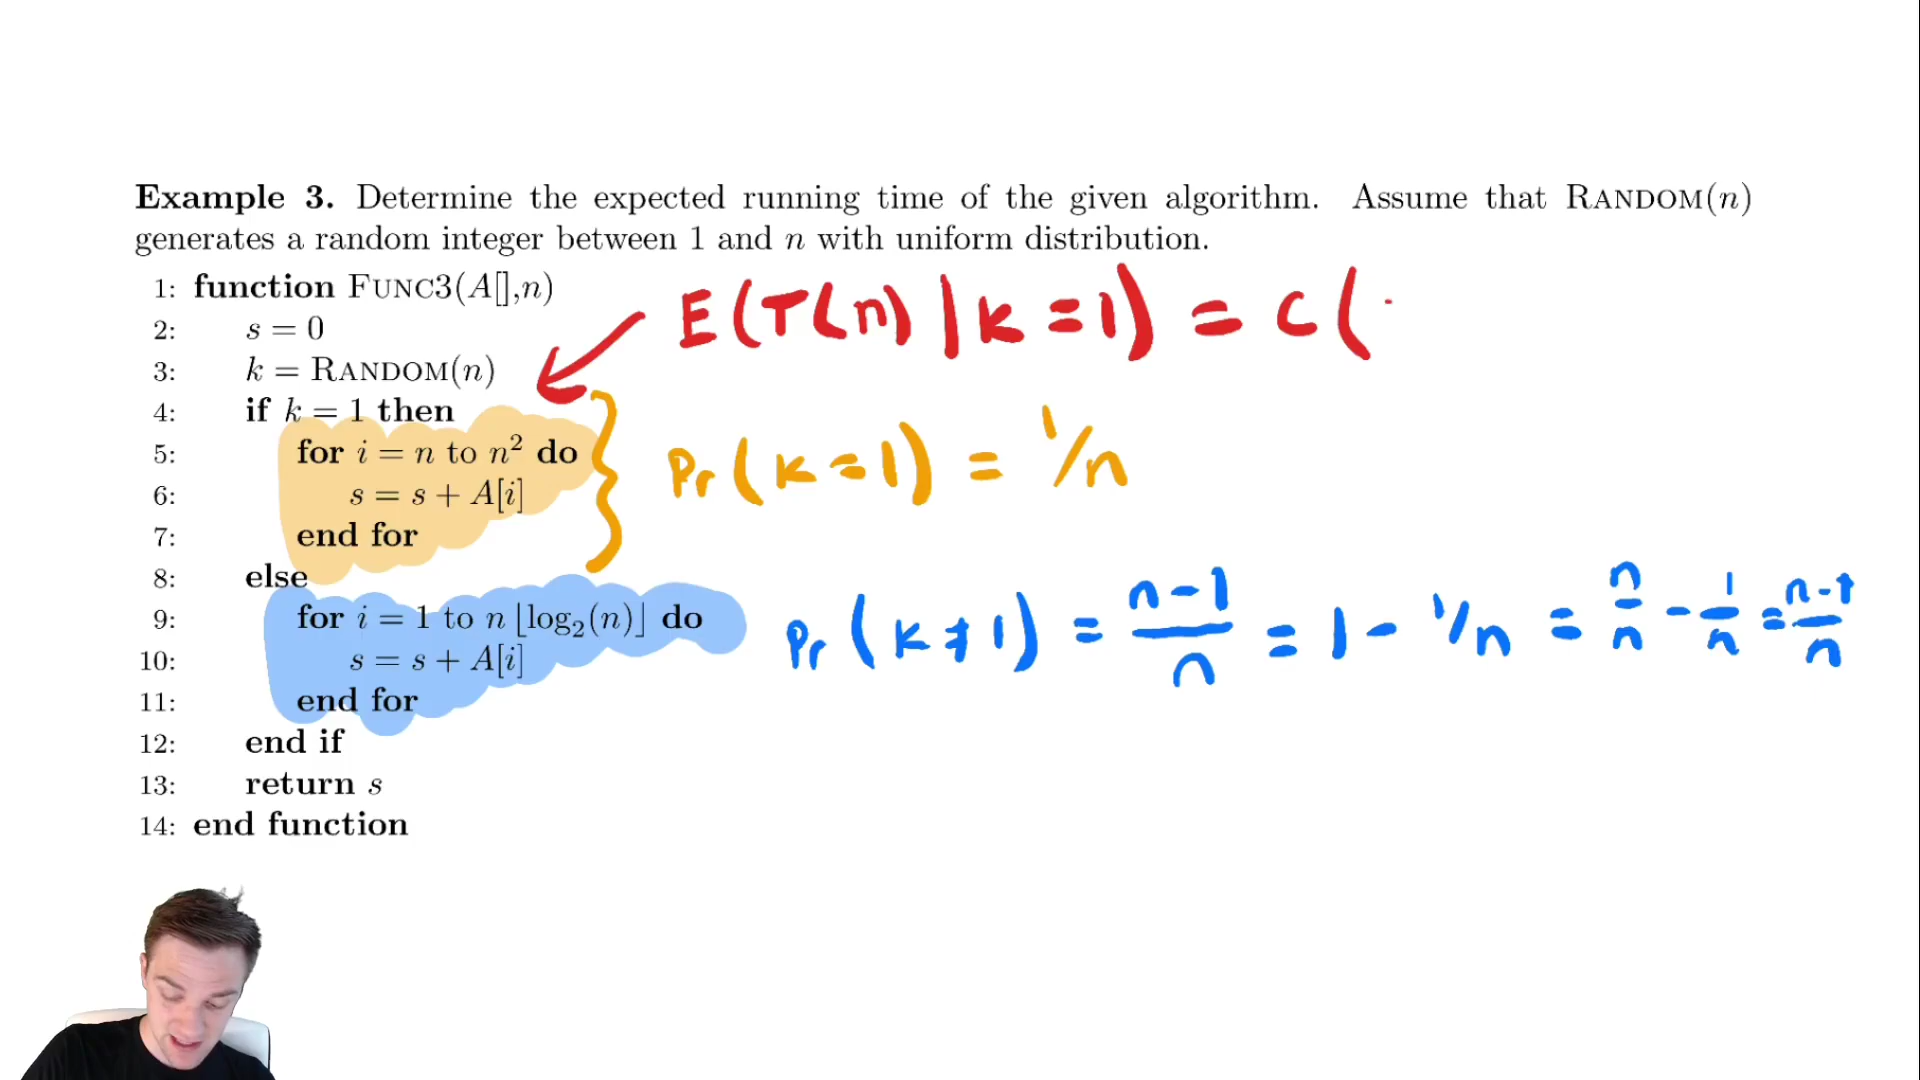 Example 3. Determine the expected running time of the given algorithm. Assume that RANDOM(n)
generates a random integer between 1 and n with uniform distribution.
1: function FUNC3(A[],n)
2: s = 0
3: k = RANDOM(n)
4: if k = 1 then
5: for i = n to n² do
6: s = s + A[i]
7: end for
8: else
9: for i = 1 to n ⌊log₂(n)⌋ do
10: s = s + A[i]
11: end for
12: end if
13: return s
14: end function
E(T(n) | k = 1) = c(
Pr(k = 1) = 1/n
Pr(k ≠ 1) = (n-1)/n = 1 - 1/n = n/n - 1/n = (n-1)/n